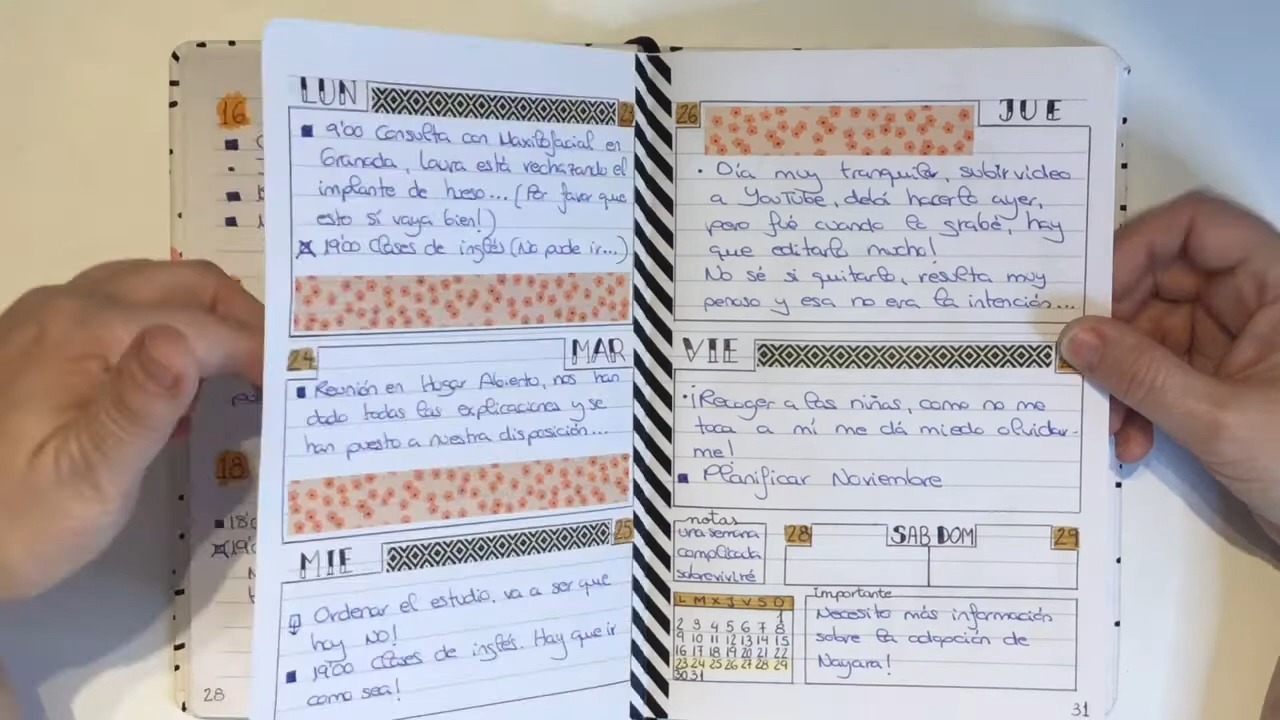 16
18
28
LUN
23
9'00 Consulta con Maxilofacial en
Granada, Laura está rechazando el
implante de hueso... (Por favor que
esto sí vaya bien!)
19'00 Clases de inglés (No pude ir...)
24
MAR
Reunión en Hogar Abierto, nos han
dado todas las explicaciones y se
han puesto a nuestra disposición...
MIE
25
Ordenar el estudio, va a ser que
hoy NO!
19'00 Clases de inglés. Hay que ir
como sea!
26
JUE
Día muy tranquilo, subir video
a YouTube, debí hacerlo ayer,
pero fué cuando lo grabé, hay
que editarlo mucho!
No sé si quitarlo, resulta muy
penoso y esa no era la intención...
VIE
¡Recoger a las niñas, como no me
toca a mí me dá miedo olvidar-
me!
Planificar Noviembre
notas
una semana
complicada
sobreviviré
28
SAB DOM
29
L M X J V S D
1
2 3 4 5 6 7 8
9 10 11 12 13 14 15
16 17 18 19 20 21 22
23 24 25 26 27 28 29
30 31
Importante
Necesito más información
sobre la adopción de
Nayara!
31